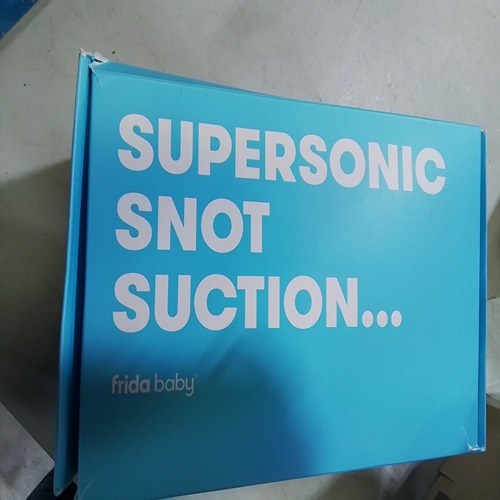 SUPERSONIC
SNOT
SUCTION...
frida baby